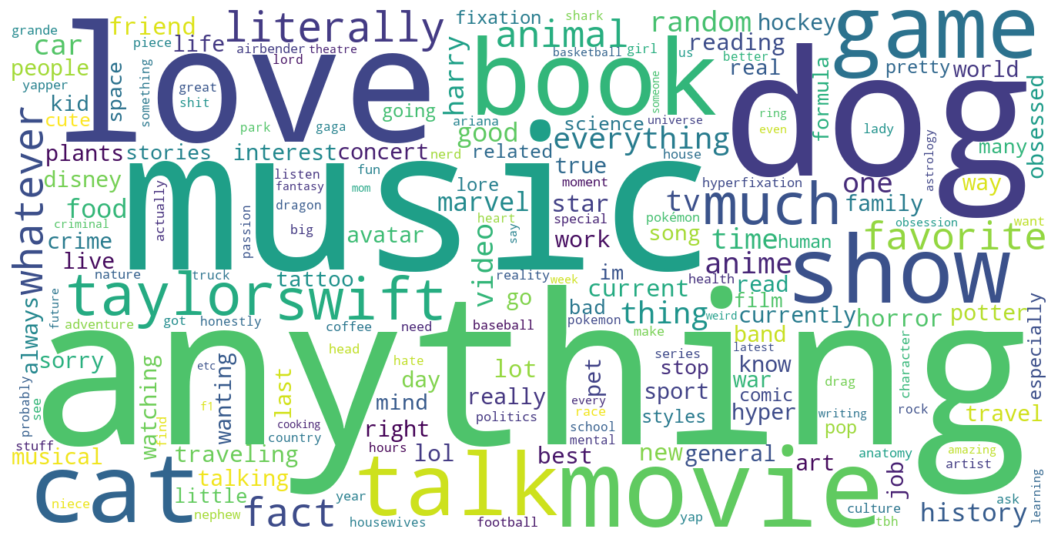 love
music
anything
dog
book
game
show
movie
talk
cat
taylor
swift
literally
animal
random
hockey
reading
fixation
shark
grande
piece
airbender
theatre
lord
friend
car
life
people
yapper
kid
cute
space
something
great
shit
harry
basketball
girl
us
better
real
pretty
world
formula
obsessed
someone
universe
ring
even
lady
astrology
many
way
going
park
gaga
ariana
good
science
everything
whatever
plants
stories
interest
concert
nerd
related
true
house
disney
food
criminal
crime
live
actually
passion
listen
fantasy
fun
mom
dragon
big
avatar
lore
marvel
heart
say
moment
star
special
work
pokémon
song
hyperfixation
tv
much
one
family
obsession
want
favorite
time
human
anime
nature
truck
tattoo
video
reality
week
im
current
go
bad
pokemon
thing
health
weird
read
film
currently
horror
potter
band
especially
always
future
adventure
got
honestly
coffee
need
baseball
make
sorry
watching
etc
wanting
last
head
hate
day
lot
really
series
every
pet
stop
sport
war
latest
know
comic
hyper
drag
character
travel
probably
see
f1
find
cooking
country
mind
politics
race
school
styles
mental
writing
pop
rock
amazing
artist
stuff
musical
traveling
talking
right
hours
lol
best
new
general
art
anatomy
job
niece
little
nephew
fact
year
housewives
football
yap
culture
tbh
history
ask
learning